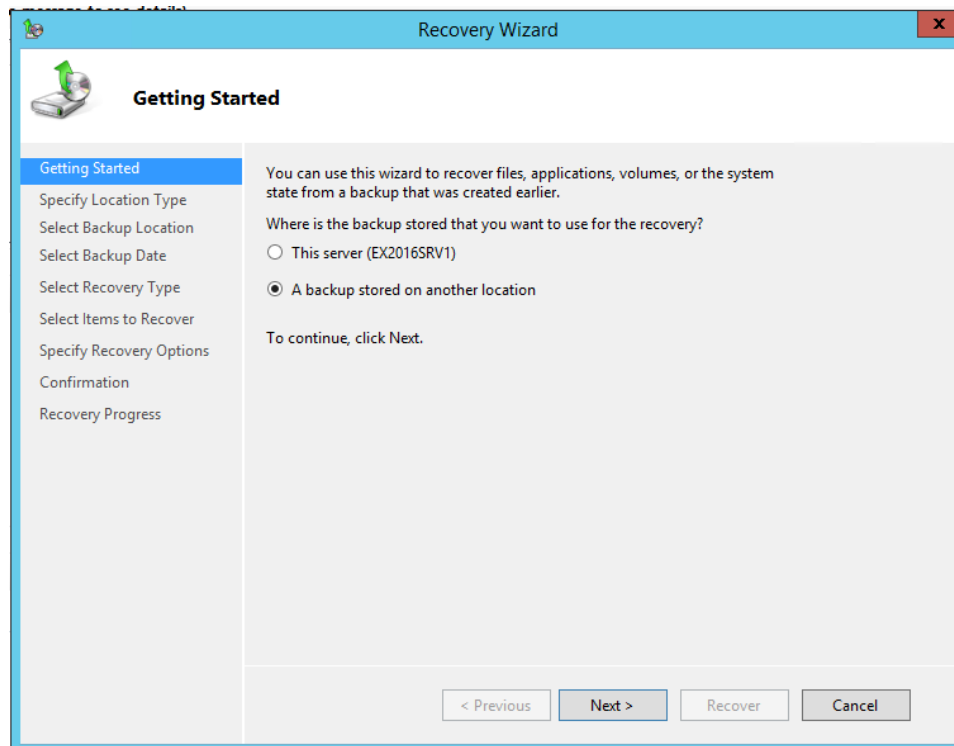 message to see details)
Recovery Wizard
x
Getting Started
Getting Started
Specify Location Type
Select Backup Location
Select Backup Date
Select Recovery Type
Select Items to Recover
Specify Recovery Options
Confirmation
Recovery Progress
You can use this wizard to recover files, applications, volumes, or the system
state from a backup that was created earlier.
Where is the backup stored that you want to use for the recovery?
This server (EX2016SRV1)
A backup stored on another location
To continue, click Next.
< Previous
Next >
Recover
Cancel